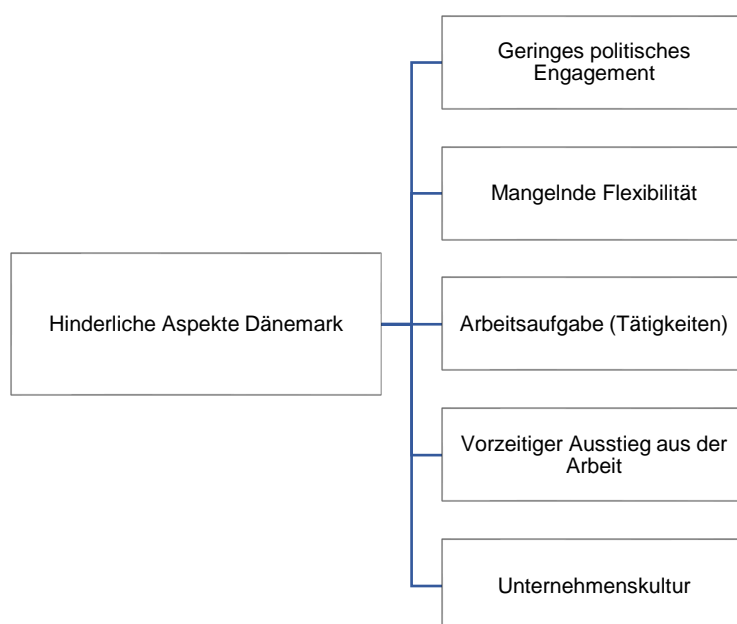 Hinderliche Aspekte Dänemark
Geringes politisches
Engagement
Mangelnde Flexibilität
Arbeitsaufgabe (Tätigkeiten)
Vorzeitiger Ausstieg aus der
Arbeit
Unternehmenskultur